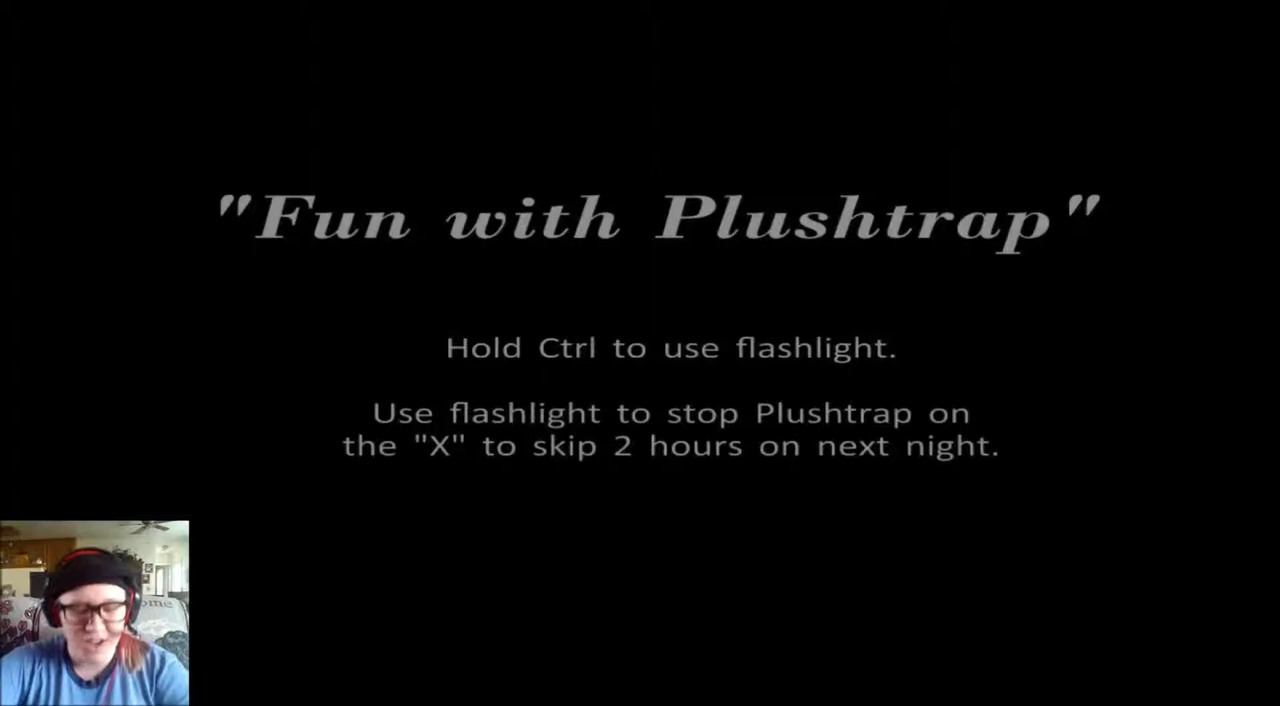 "Fun with Plushtrap"
Hold Ctrl to use flashlight.
Use flashlight to stop Plushtrap on
the "X" to skip 2 hours on next night.
ome